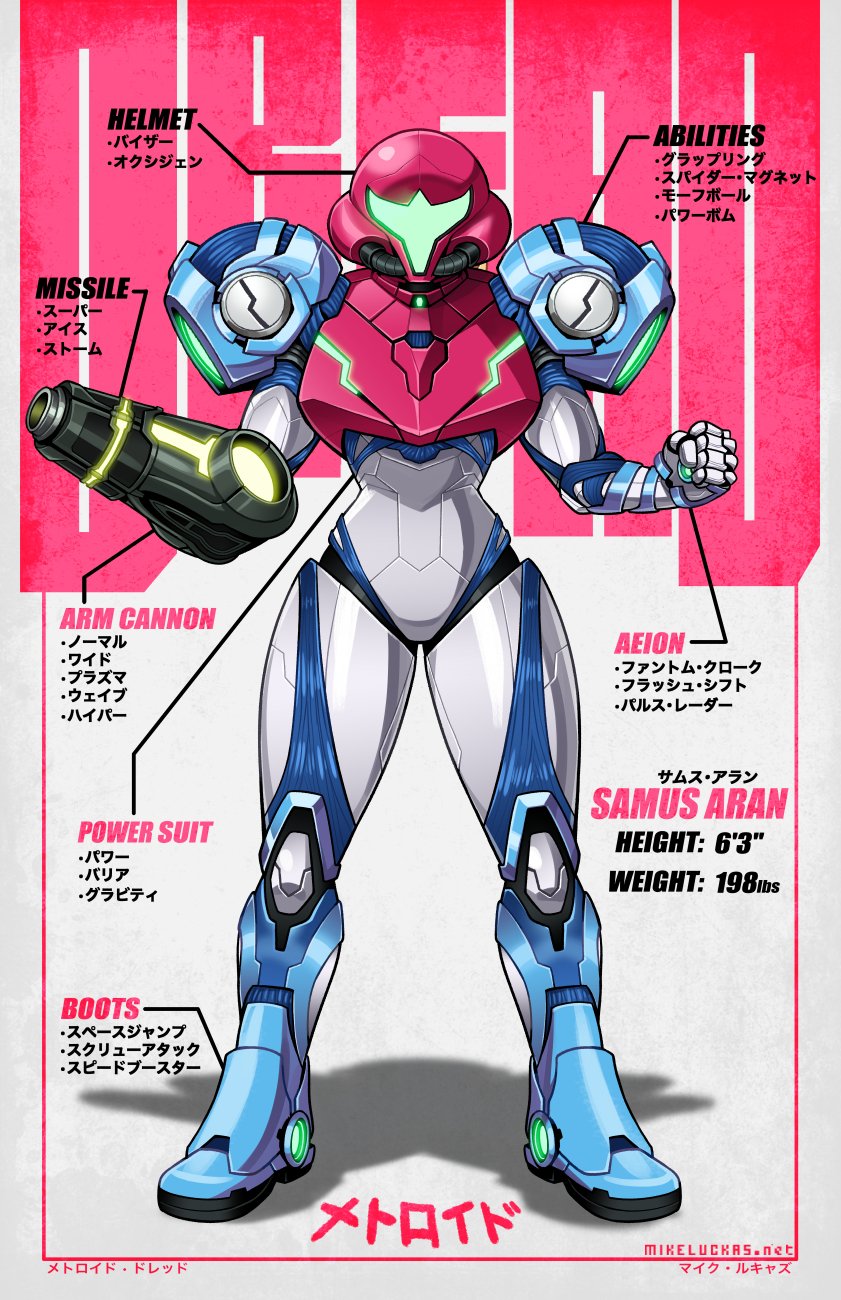 DREAD
HELMET
・バイザー
・オクシジェン
ABILITIES
・グラップリング
・スパイダー・マグネット
・モーフボール
・パワーボム
MISSILE
・スーパー
・アイス
・ストーム
ARM CANNON
・ノーマル
・ワイド
・プラズマ
・ウェイブ
・ハイパー
AEION
・ファントム・クローク
・フラッシュ・シフト
・パルス・レーダー
サムス・アラン
SAMUS ARAN
HEIGHT: 6'3"
WEIGHT: 198lbs
POWER SUIT
・パワー
・バリア
・グラビティ
BOOTS
・スペースジャンプ
・スクリューアタック
・スピードブースター
メトロイド
MIKELUCKAS.net
メトロイド・ドレッド
マイク・ルキャズ